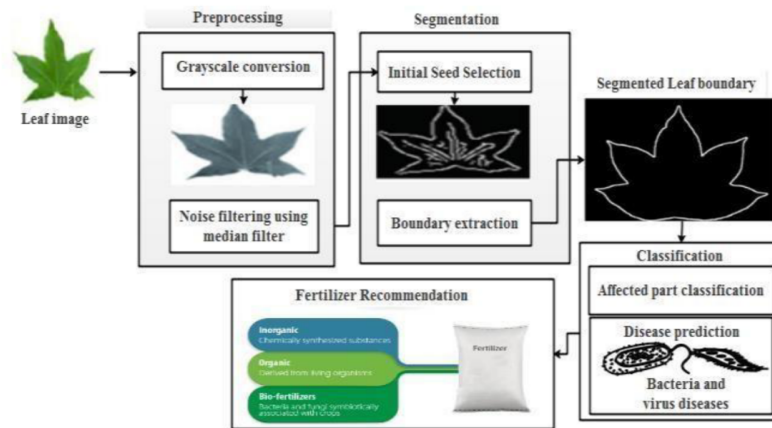 Preprocessing
Grayscale conversion
Leaf image
Noise filtering using
median filter
Segmentation
Initial Seed Selection
Boundary extraction
Segmented Leaf boundary
Classification
Affected part classification
Disease prediction
Bacteria and
virus diseases
Fertilizer Recommendation
Inorganic
Chemically synthesized substances
Organic
Derived from living organisms
Bio-fertilizers
Bacteria and fungi symbiotically
associated with crops
Fertilizer